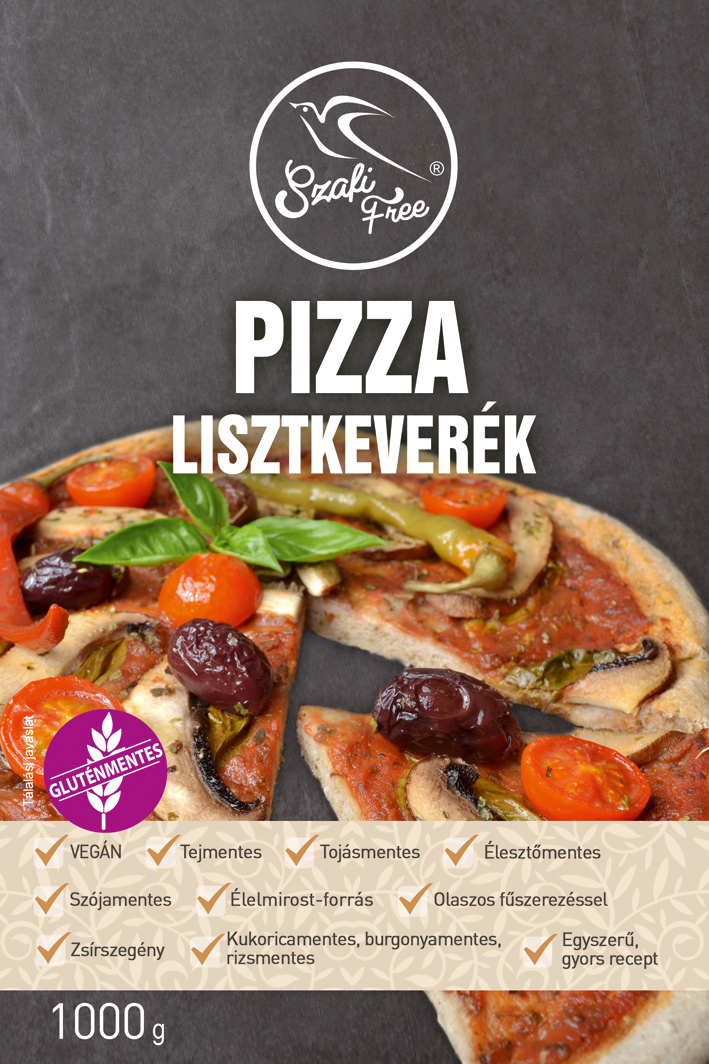 Szafi
Free ®
PIZZA
LISZTKEVERÉK
Tálalási javaslat
GLUTÉNMENTES
VEGÁN
Tejmentes
Tojásmentes
Élesztőmentes
Szójamentes
Élelmirost-forrás
Olaszos fűszerezéssel
Zsírszegény
Kukoricamentes, burgonyamentes,
rizsmentes
Egyszerű,
gyors recept
1000 g